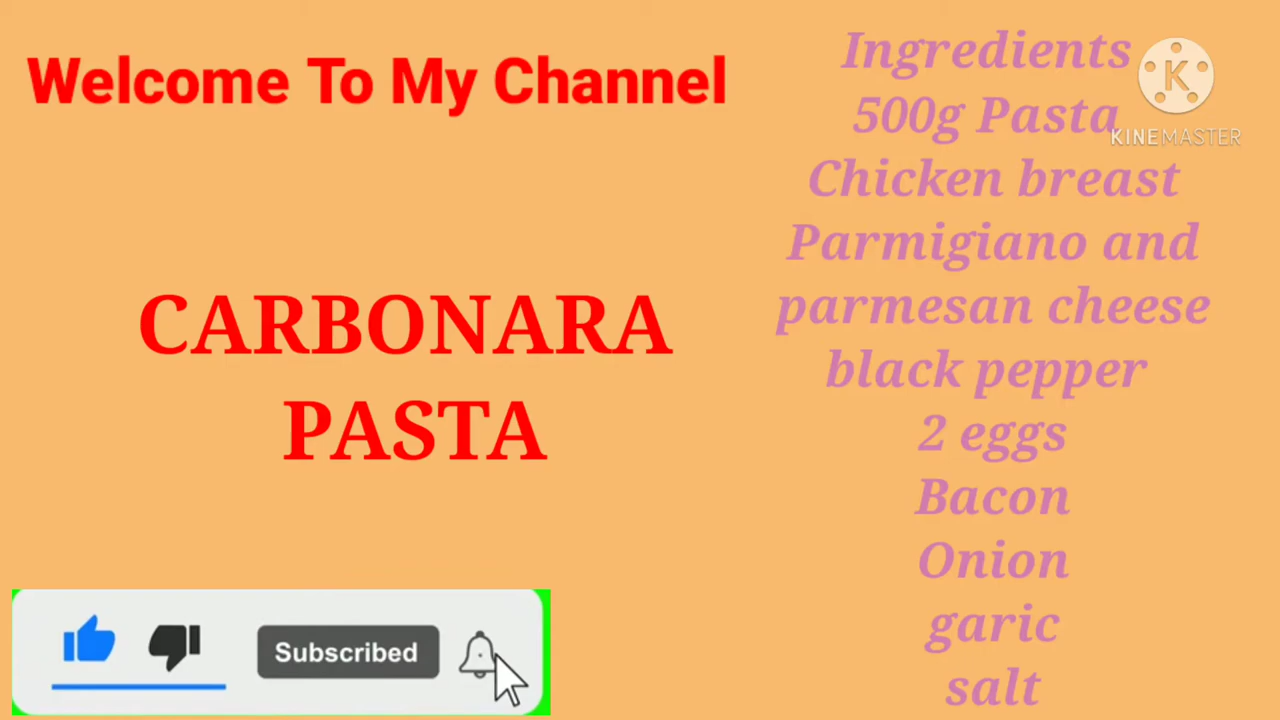 Welcome To My Channel
CARBONARA
PASTA
Subscribed
Ingredients
500g Pasta
Chicken breast
Parmigiano and
parmesan cheese
black pepper
2 eggs
Bacon
Onion
garic
salt
K
KINEMASTER